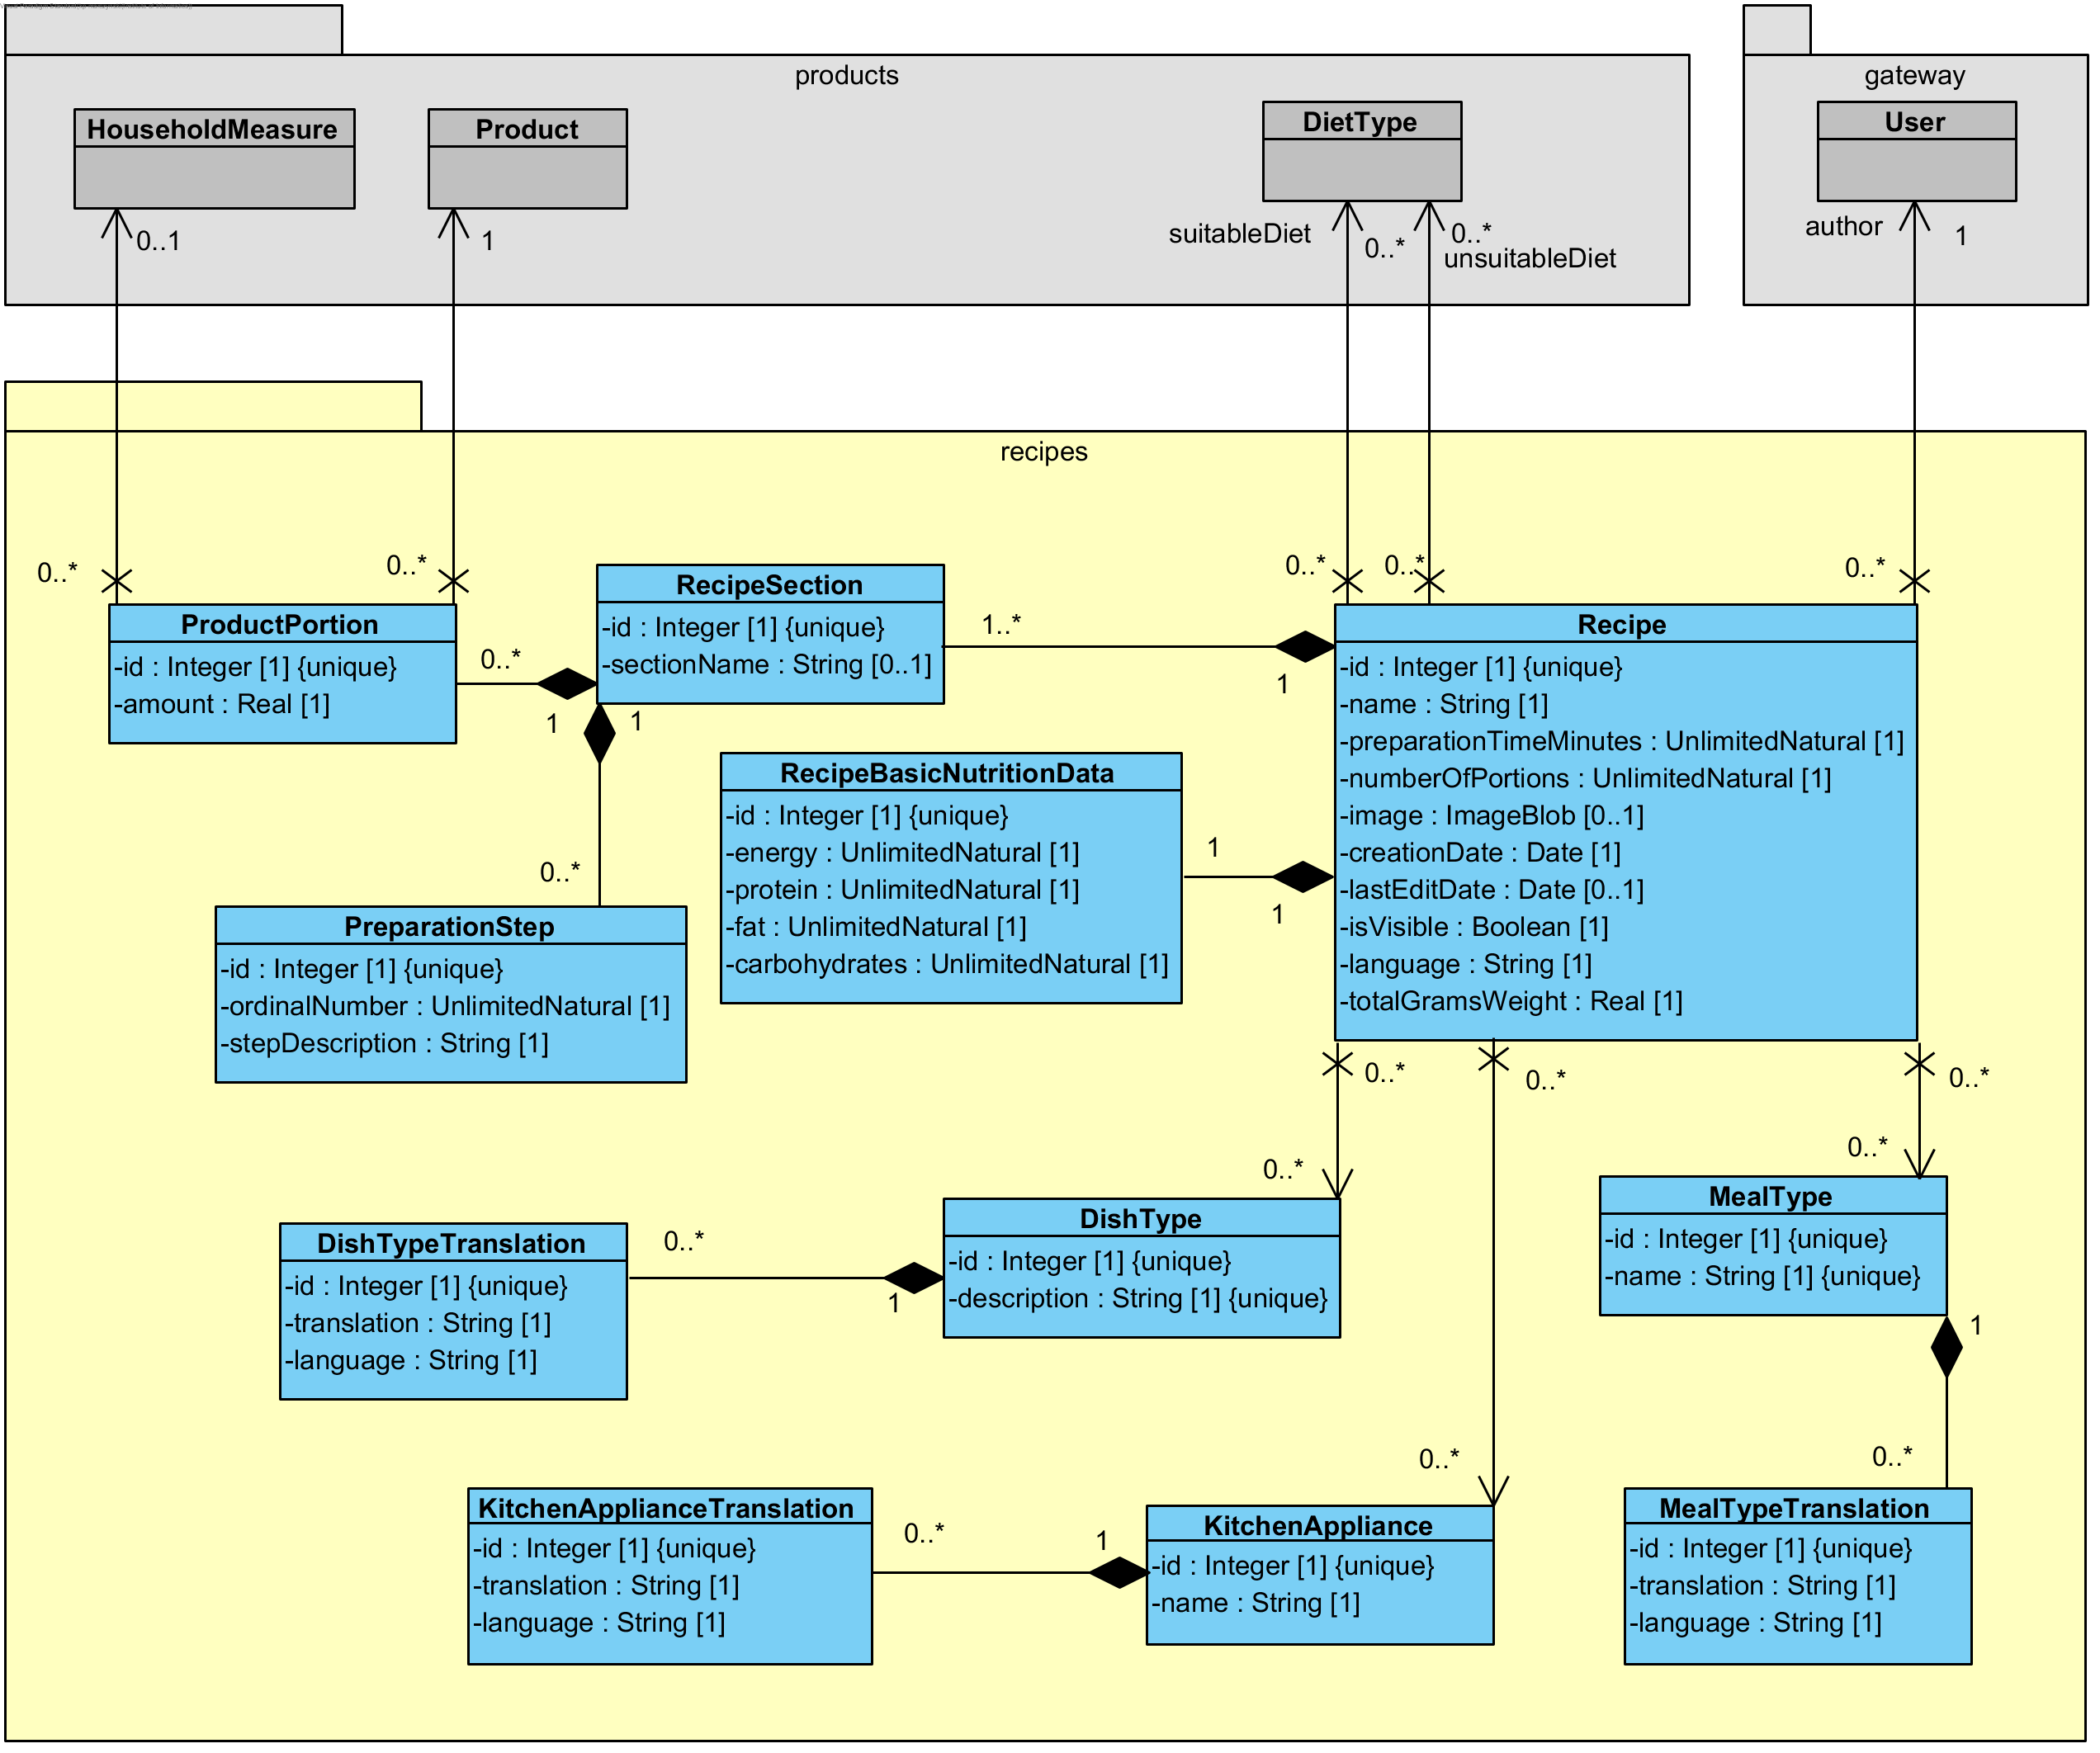 products
HouseholdMeasure
Product
DietType
0..1
1
suitableDiet
0..*
0..*
unsuitableDiet
gateway
User
author
1
recipes
0..*
0..*
0..*
0..*
0..*
ProductPortion
-id : Integer [1] {unique}
-amount : Real [1]
0..*
1
RecipeSection
-id : Integer [1] {unique}
-sectionName : String [0..1]
1
1..*
1
Recipe
-id : Integer [1] {unique}
-name : String [1]
-preparationTimeMinutes : UnlimitedNatural [1]
-numberOfPortions : UnlimitedNatural [1]
-image : ImageBlob [0..1]
-creationDate : Date [1]
-lastEditDate : Date [0..1]
-isVisible : Boolean [1]
-language : String [1]
-totalGramsWeight : Real [1]
RecipeBasicNutritionData
-id : Integer [1] {unique}
-energy : UnlimitedNatural [1]
-protein : UnlimitedNatural [1]
-fat : UnlimitedNatural [1]
-carbohydrates : UnlimitedNatural [1]
1
1
0..*
PreparationStep
-id : Integer [1] {unique}
-ordinalNumber : UnlimitedNatural [1]
-stepDescription : String [1]
0..*
0..*
0..*
0..*
0..*
DishTypeTranslation
-id : Integer [1] {unique}
-translation : String [1]
-language : String [1]
0..*
1
DishType
-id : Integer [1] {unique}
-description : String [1] {unique}
MealType
-id : Integer [1] {unique}
-name : String [1] {unique}
1
0..*
0..*
KitchenApplianceTranslation
-id : Integer [1] {unique}
-translation : String [1]
-language : String [1]
0..*
1
KitchenAppliance
-id : Integer [1] {unique}
-name : String [1]
MealTypeTranslation
-id : Integer [1] {unique}
-translation : String [1]
-language : String [1]